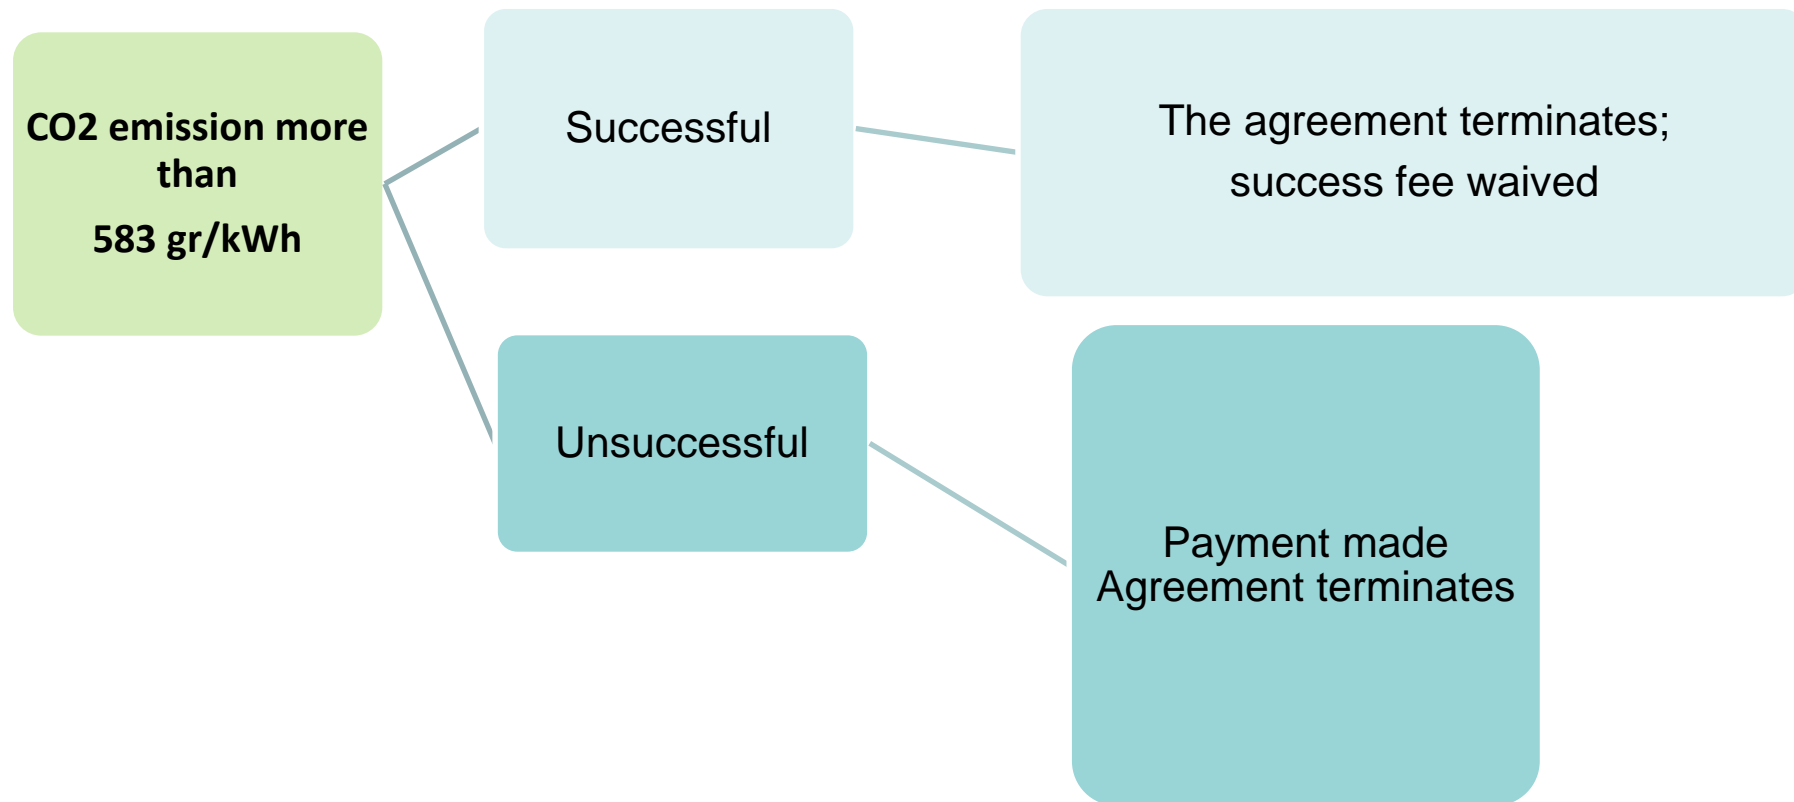 CO2 emission more
than
583 gr/kWh
Successful
The agreement terminates;
success fee waived
Unsuccessful
Payment made
Agreement terminates